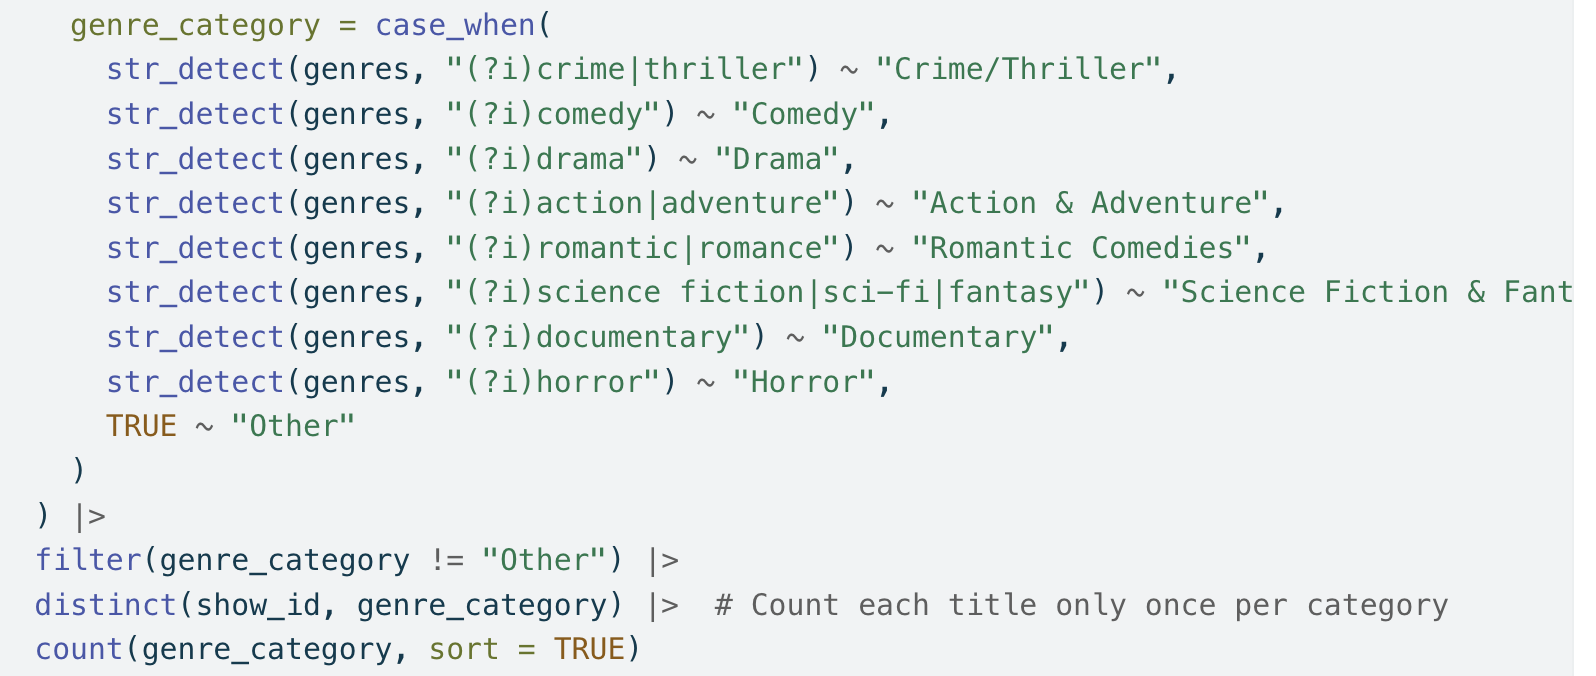 genre_category = case_when(
str_detect(genres, "(?i)crime|thriller") ~ "Crime/Thriller",
str_detect(genres, "(?i)comedy") ~ "Comedy",
str_detect(genres, "(?i)drama") ~ "Drama",
str_detect(genres, "(?i)action|adventure") ~ "Action & Adventure",
str_detect(genres, "(?i)romantic|romance") ~ "Romantic Comedies",
str_detect(genres, "(?i)science fiction|sci-fi|fantasy") ~ "Science Fiction & Fant
str_detect(genres, "(?i)documentary") ~ "Documentary",
str_detect(genres, "(?i)horror") ~ "Horror",
TRUE ~ "Other"
)
) |>
filter(genre_category != "Other") |>
distinct(show_id, genre_category) |>  # Count each title only once per category
count(genre_category, sort = TRUE)